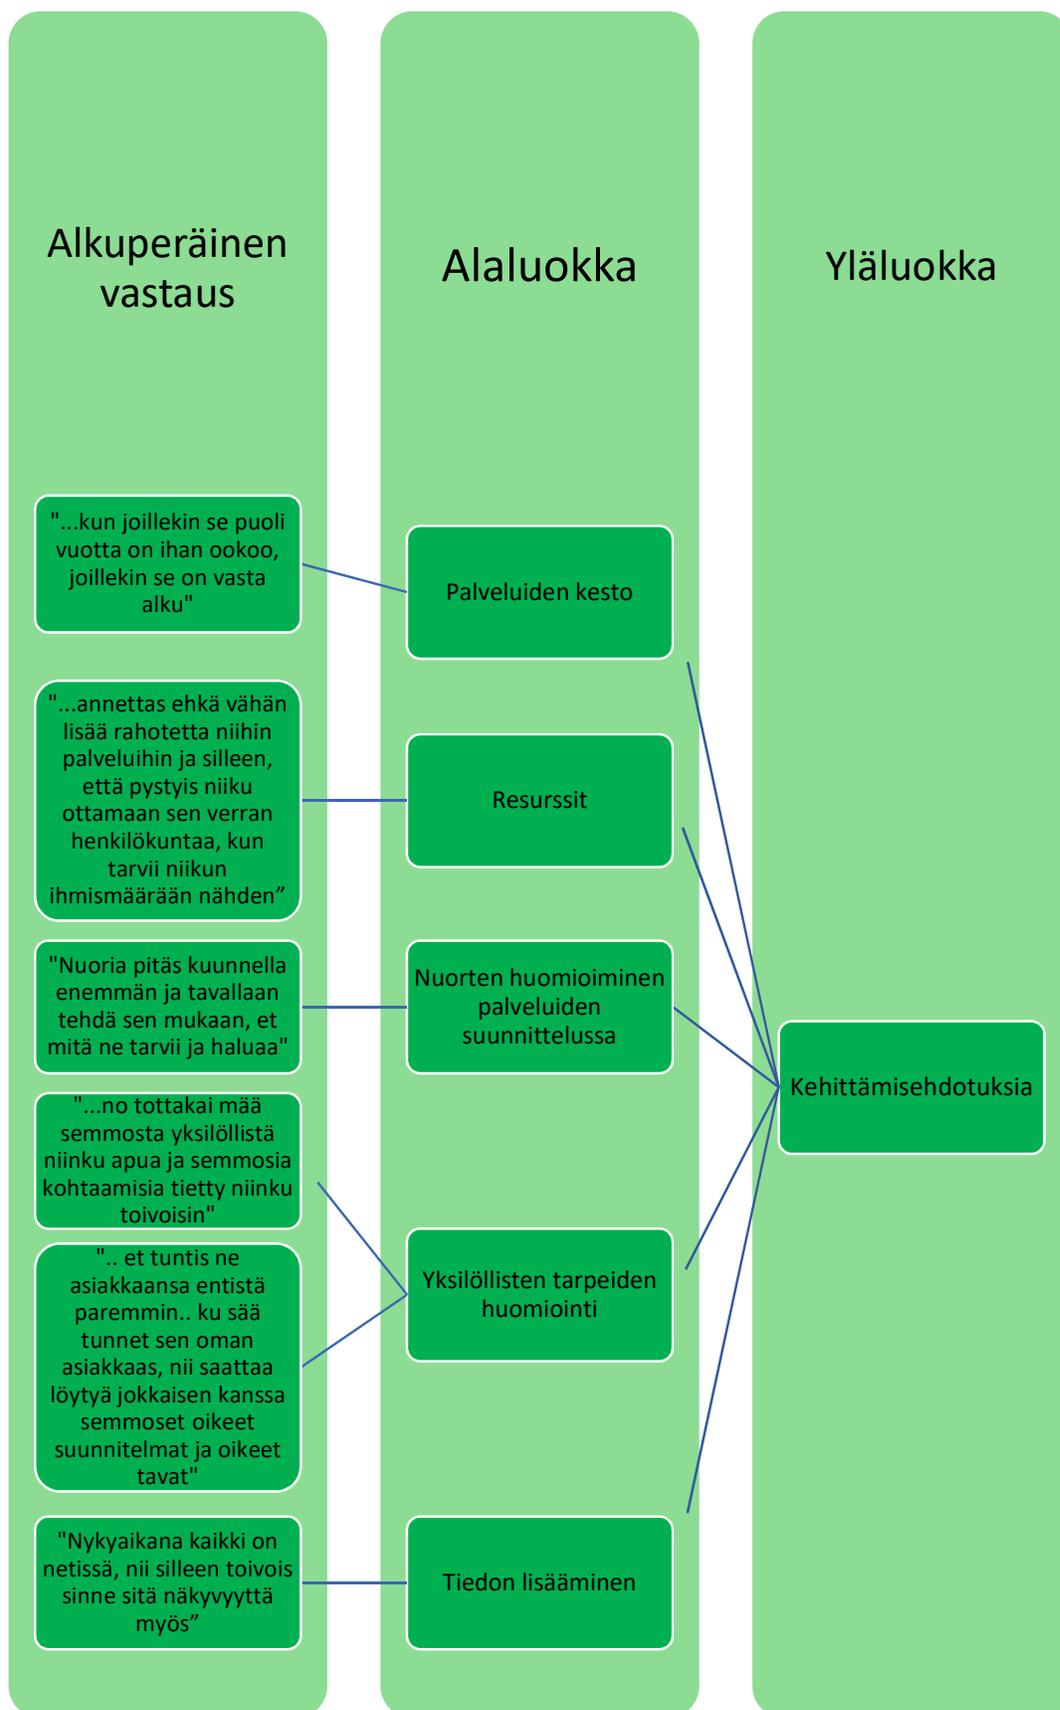 Alkuperäinen
vastaus
Alaluokka
Yläluokka
"...kun joillekin se puoli
vuotta on ihan ookoo,
joillekin se on vasta
alku"
Palveluiden kesto
"...annettas ehkä vähän
lisää rahotetta niihin
palveluihin ja silleen,
että pystyis niiku
ottamaan sen verran
henkilökuntaa, kun
tarvii niikun
ihmismäärään nähden”
Resurssit
"Nuoria pitäs kuunnella
enemmän ja tavallaan
tehdä sen mukaan, et
mitä ne tarvii ja haluaa"
Nuorten huomioiminen
palveluiden
suunnittelussa
Kehittämisehdotuksia
"...no tottakai mää
semmosta yksilöllistä
niinku apua ja semmosia
kohtaamisia tietty niinku
toivoisin"
".. et tuntis ne
asiakkaansa entistä
paremmin.. ku sää
tunnet sen oman
asiakkaas, nii saattaa
löytyä jokkaisen kanssa
semmoset oikeet
suunnitelmat ja oikeet
tavat"
Yksilöllisten tarpeiden
huomiointi
"Nykyaikana kaikki on
netissä, nii silleen toivois
sinne sitä näkyvyyttä
myös”
Tiedon lisääminen